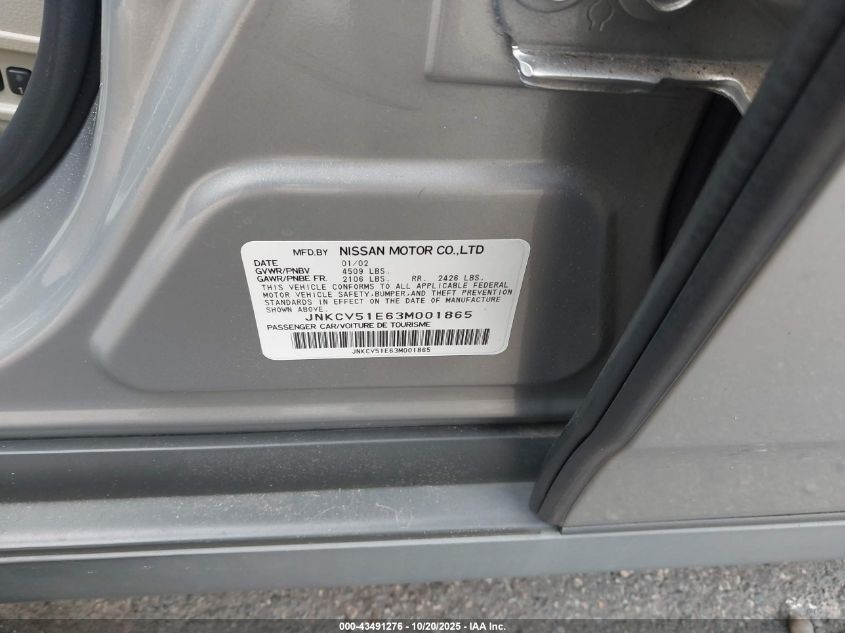 MFD.BY NISSAN MOTOR CO.,LTD
DATE 01/02
GVWR/PNBV 4509 LBS.
GAWR/PNBE FR. 2106 LBS. RR. 2426 LBS.
THIS VEHICLE CONFORMS TO ALL APPLICABLE FEDERAL
MOTOR VEHICLE SAFETY,BUMPER,AND THEFT PREVENTION
STANDARDS IN EFFECT ON THE DATE OF MANUFACTURE
SHOWN ABOVE.
JNKCV51E63M001865
PASSENGER CAR/VOITURE DE TOURISME
JNKCV51E63M001865
000-43491276 | 10/20/2025 | IAA Inc.